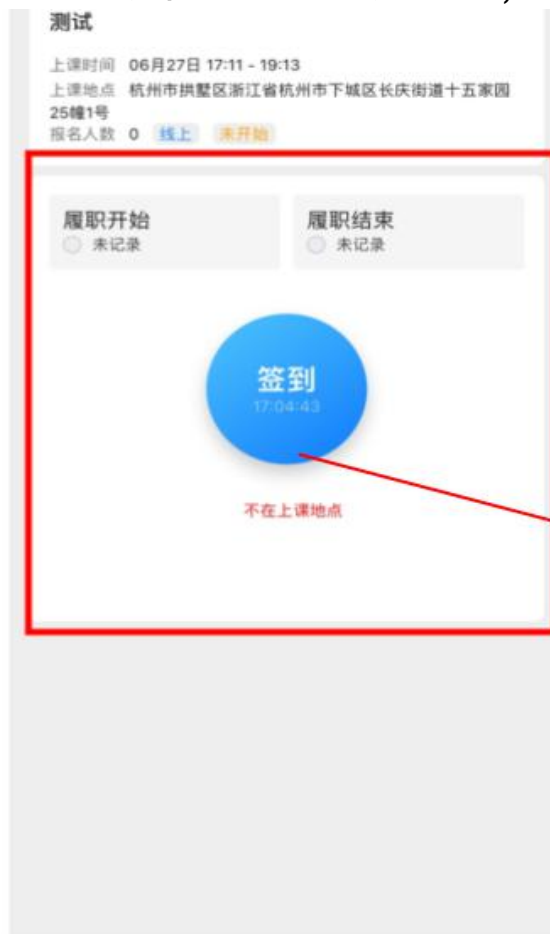 测试
上课时间 06月27日 17:11 - 19:13
上课地点 杭州市拱墅区浙江省杭州市下城区长庆街道十五家园
25幢1号
报名人数 0 线上 未开始
履职开始 履职结束
未记录 未记录
签到
17:04:43
不在上课地点